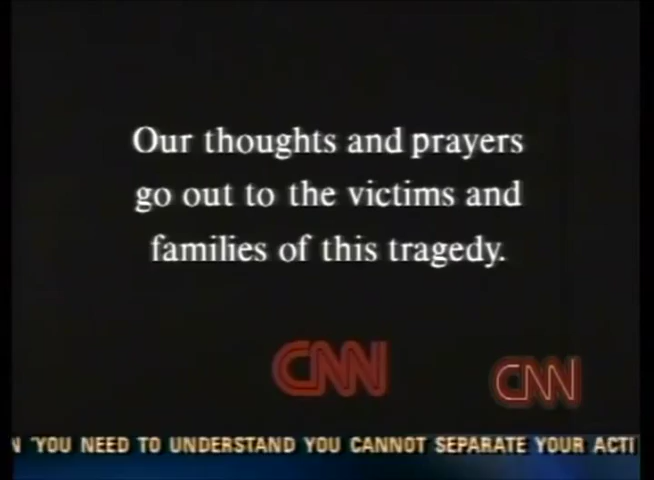 Our thoughts and prayers
go out to the victims and
families of this tragedy.
CNN
CNN
N 'YOU NEED TO UNDERSTAND YOU CANNOT SEPARATE YOUR ACTI